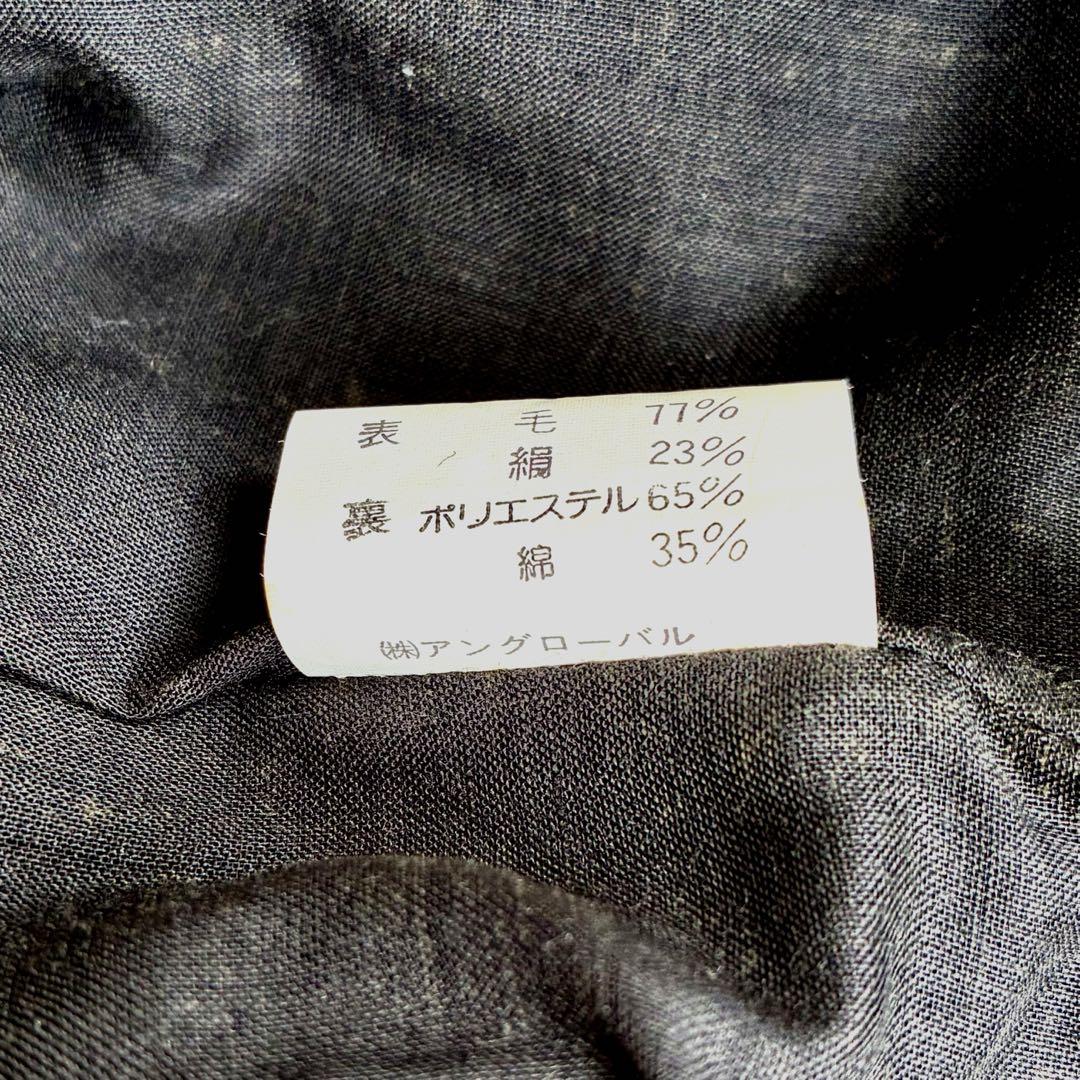 表 毛 77%
絹 23%
裏 ポリエステル 65%
綿 35%
㈱アングローバル